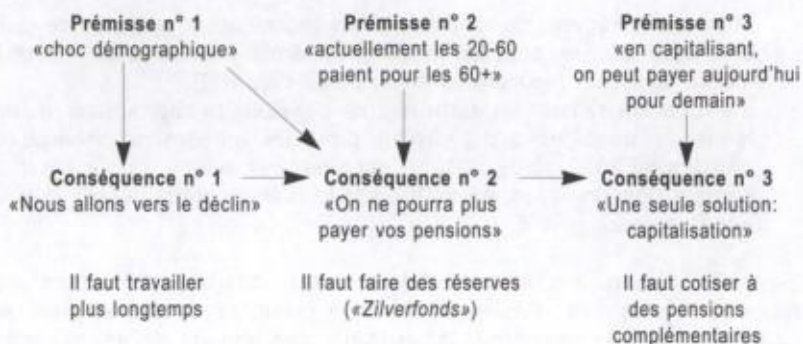 Prémisse n° 1
«choc démographique»
Prémisse n° 2
«actuellement les 20-60
paient pour les 60+»
Prémisse n° 3
«en capitalisant,
on peut payer aujourd'hui
pour demain»
Conséquence n° 1
«Nous allons vers le déclin»
Conséquence n° 2
«On ne pourra plus
payer vos pensions»
Conséquence n° 3
«Une seule solution:
capitalisation»
Il faut travailler
plus longtemps
Il faut faire des réserves
(«Zilverfonds»)
Il faut cotiser à
des pensions
complémentaires